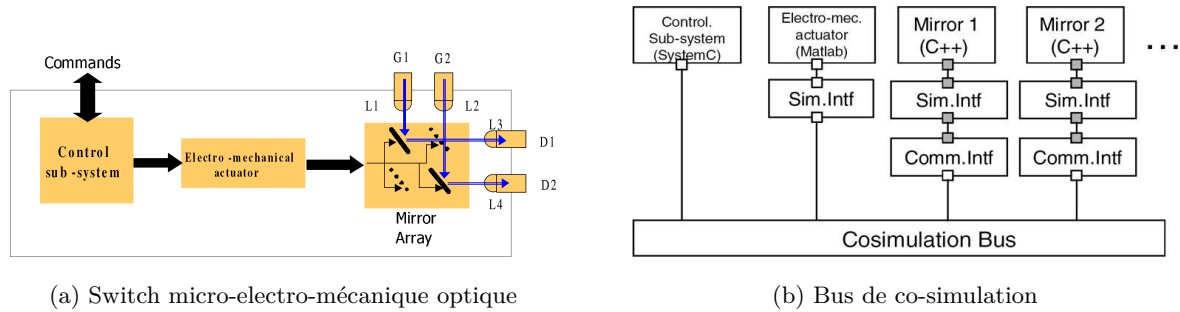 Commands
G1
G2
L1
L2
L3
D1
Control
sub -system
Electro -mechanical
actuator
D2
L4
Mirror
Array
(a) Switch micro-electro-mécanique optique
Control.
Sub-system
(SystemC)
Electro-mec.
actuator
(Matlab)
Mirror 1
(C++)
Mirror 2
(C++)
...
Sim.Intf
Sim.Intf
Sim.Intf
Comm.Intf
Comm.Intf
Cosimulation Bus
(b) Bus de co-simulation